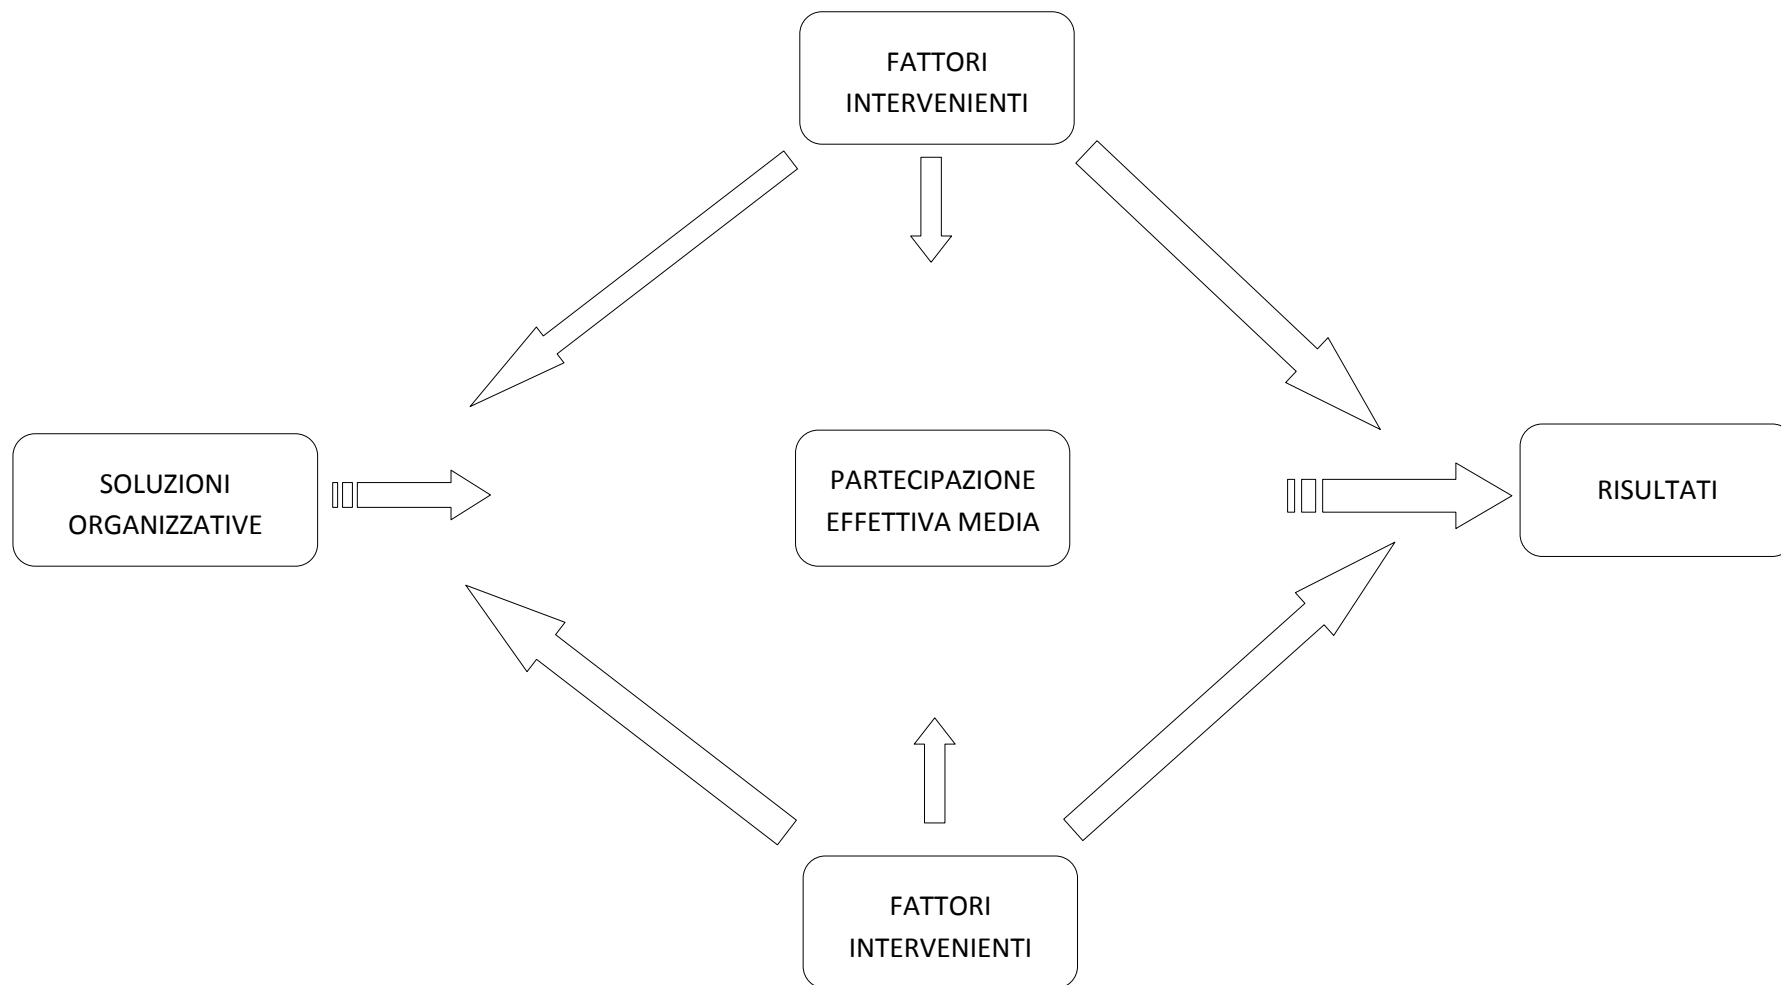 FATTORI
INTERVENIENTI
SOLUZIONI
ORGANIZZATIVE
PARTECIPAZIONE
EFFETTIVA MEDIA
RISULTATI
FATTORI
INTERVENIENTI